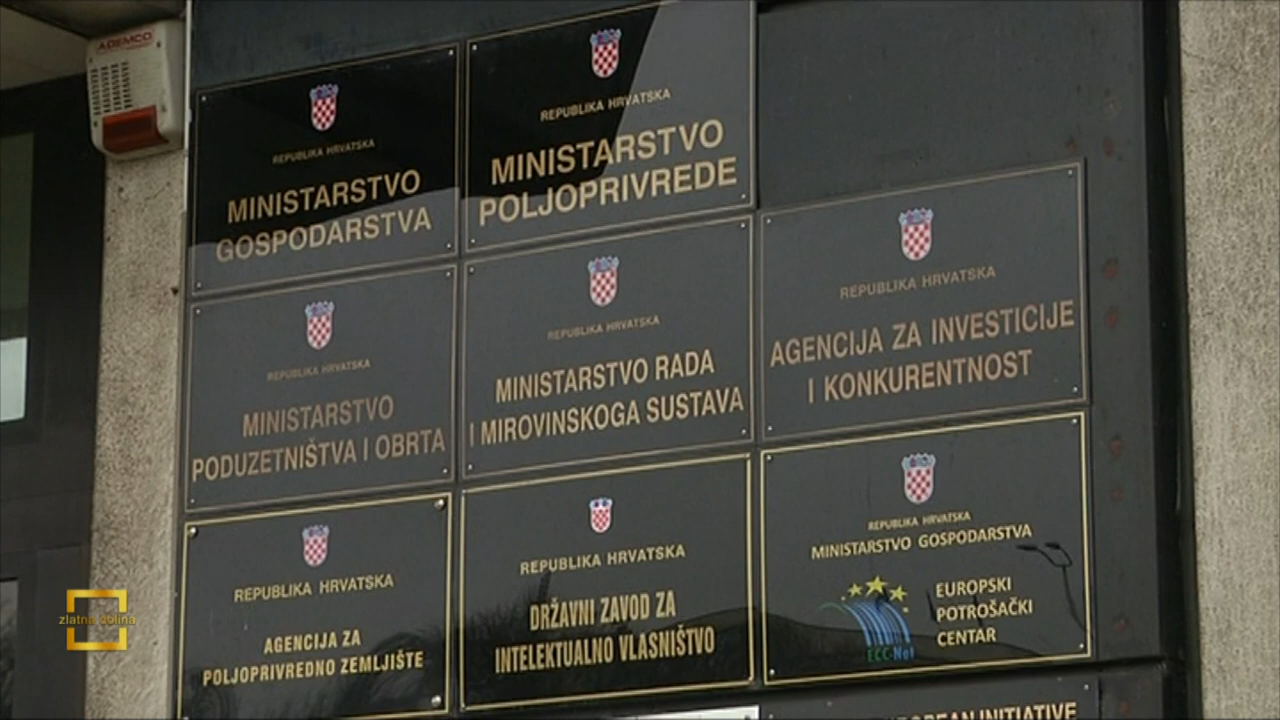 ADEMCO
REPUBLIKA HRVATSKA
MINISTARSTVO
GOSPODARSTVA
REPUBLIKA HRVATSKA
MINISTARSTVO
POLJOPRIVREDE
REPUBLIKA HRVATSKA
MINISTARSTVO
PODUZETNIŠTVA I OBRTA
REPUBLIKA HRVATSKA
MINISTARSTVO RADA
I MIROVINSKOGA SUSTAVA
REPUBLIKA HRVATSKA
AGENCIJA ZA INVESTICIJE
I KONKURENTNOST
REPUBLIKA HRVATSKA
AGENCIJA ZA
POLJOPRIVREDNO ZEMLJIŠTE
REPUBLIKA HRVATSKA
DRŽAVNI ZAVOD ZA
INTELEKTUALNO VLASNIŠTVO
REPUBLIKA HRVATSKA
MINISTARSTVO GOSPODARSTVA
EUROPSKI
POTROŠAČKI
CENTAR
ECC-Net
zlatna dolina
EUROPEAN INITIATIVE